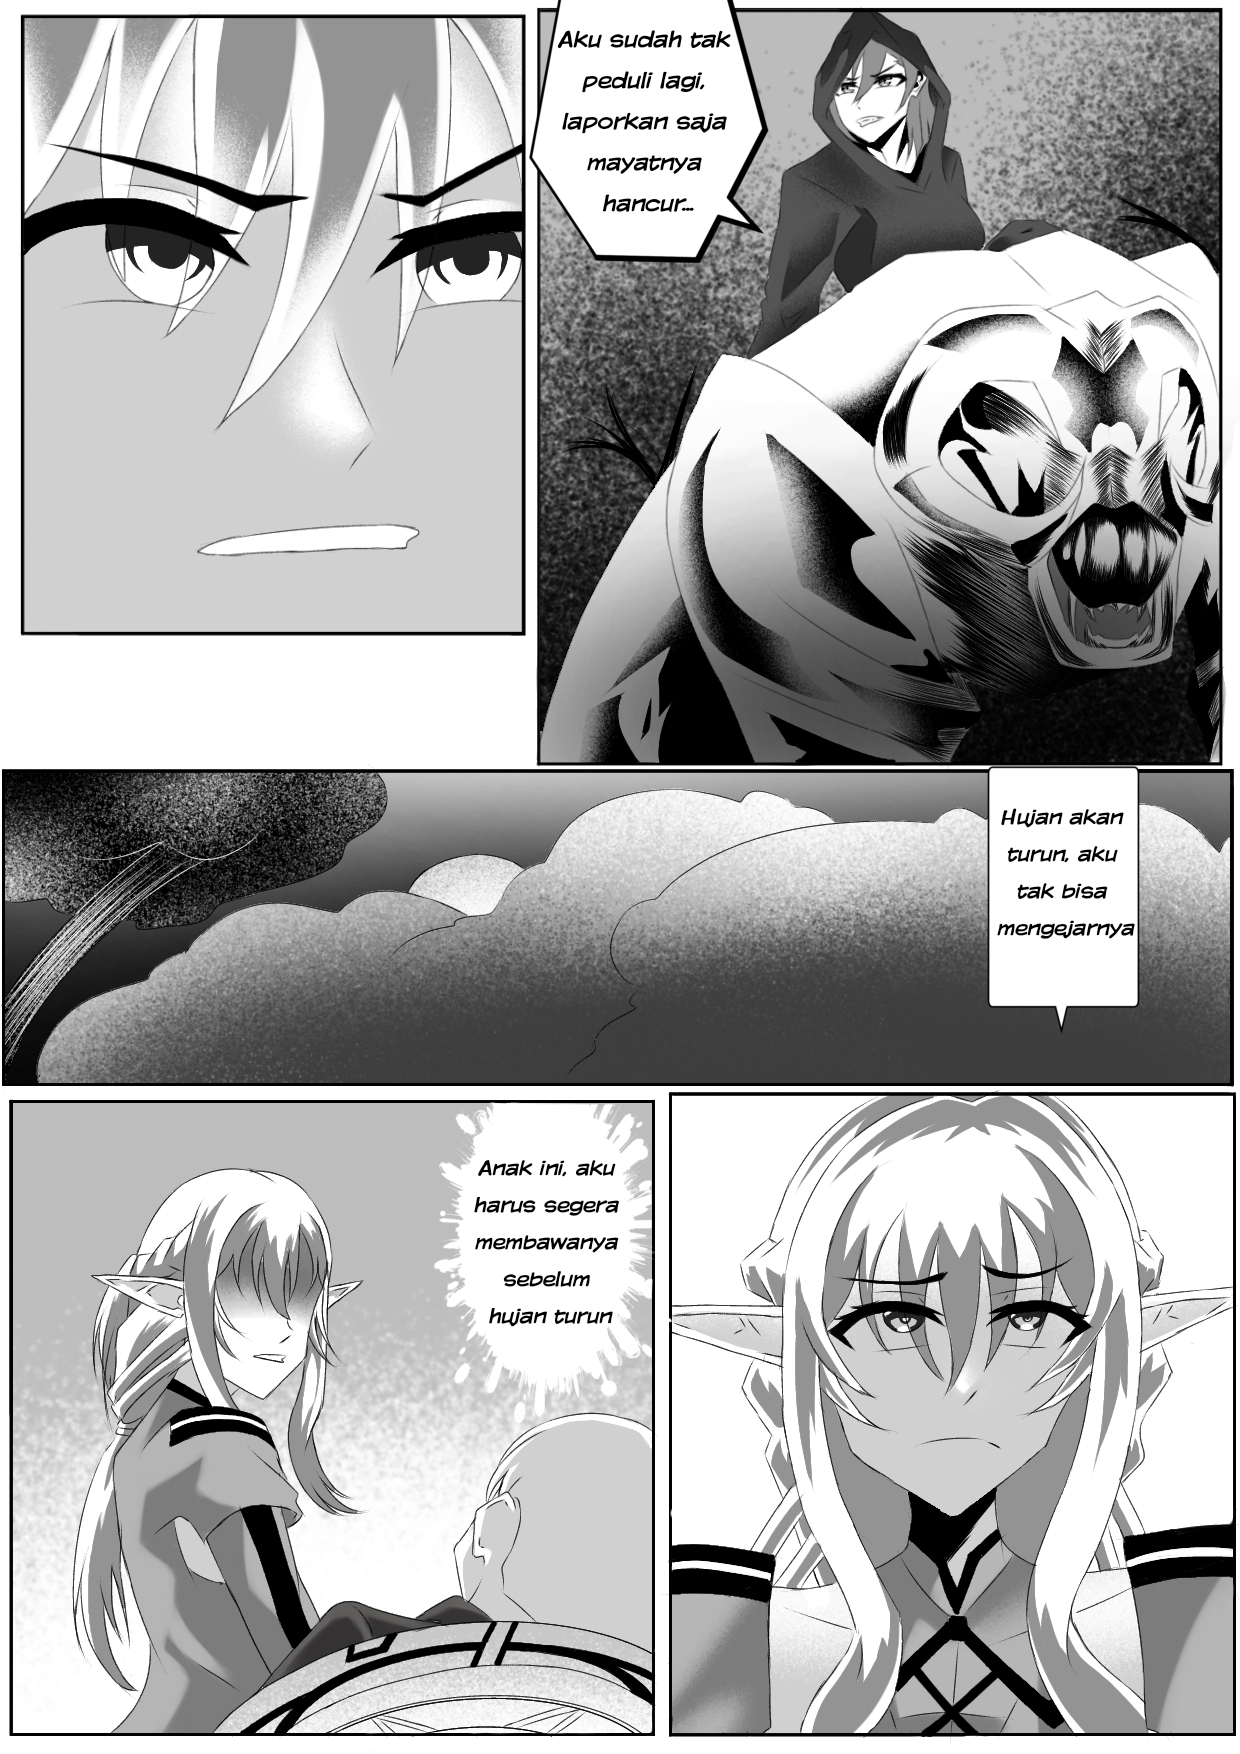 Aku sudah tak
peduli lagi,
laporkan saja
mayatnya
hancur...
Hujan akan
turun, aku
tak bisa
mengejarnya
Anak ini, aku
harus segera
membawanya
sebelum
hujan turun